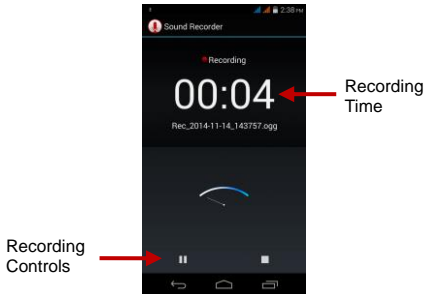 2:38 PM
Sound Recorder
Recording
00:04
Recording
Time
Rec_2014-11-14_143757.ogg
Recording
Controls